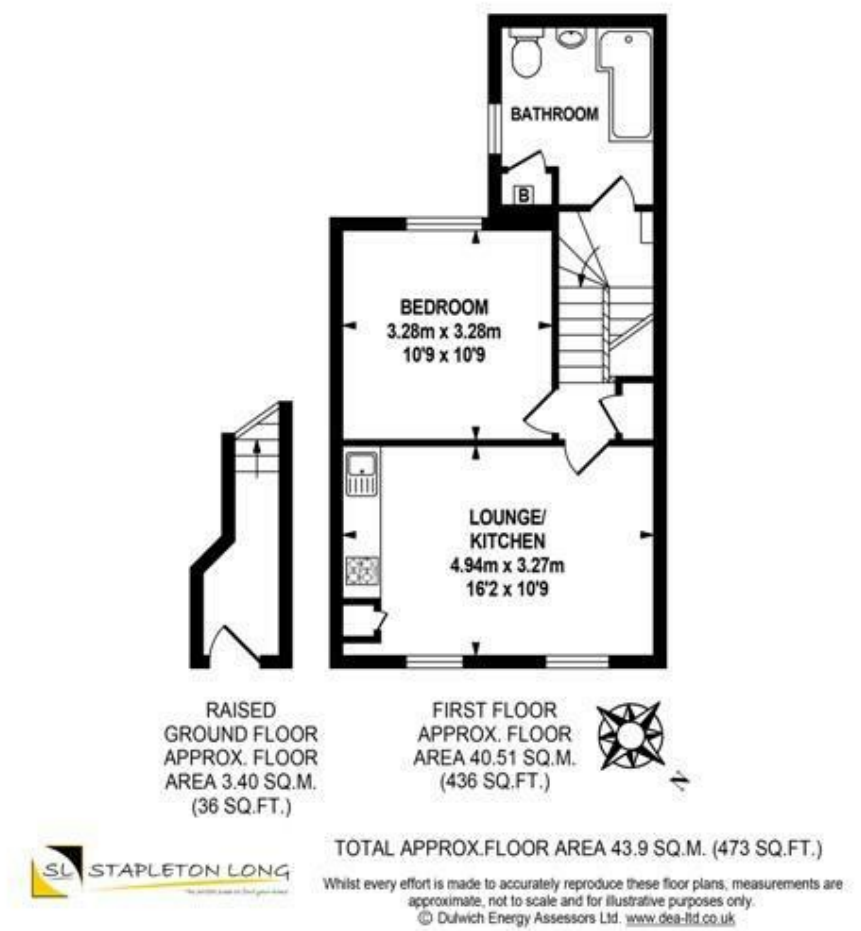 BATHROOM
B
BEDROOM
3.28m x 3.28m
10'9 x 10'9
LOUNGE/
KITCHEN
4.94m x 3.27m
16'2 x 10'9
RAISED
GROUND FLOOR
APPROX. FLOOR
AREA 3.40 SQ.M.
(36 SQ.FT.)
FIRST FLOOR
APPROX. FLOOR
AREA 40.51 SQ.M.
(436 SQ.FT.)
N
TOTAL APPROX.FLOOR AREA 43.9 SQ.M. (473 SQ.FT.)
SL STAPLETON LONG
Whilst every effort is made to accurately reproduce these floor plans, measurements are
approximate, not to scale and for illustrative purposes only.
© Dulwich Energy Assessors Ltd. www.dea-ltd.co.uk